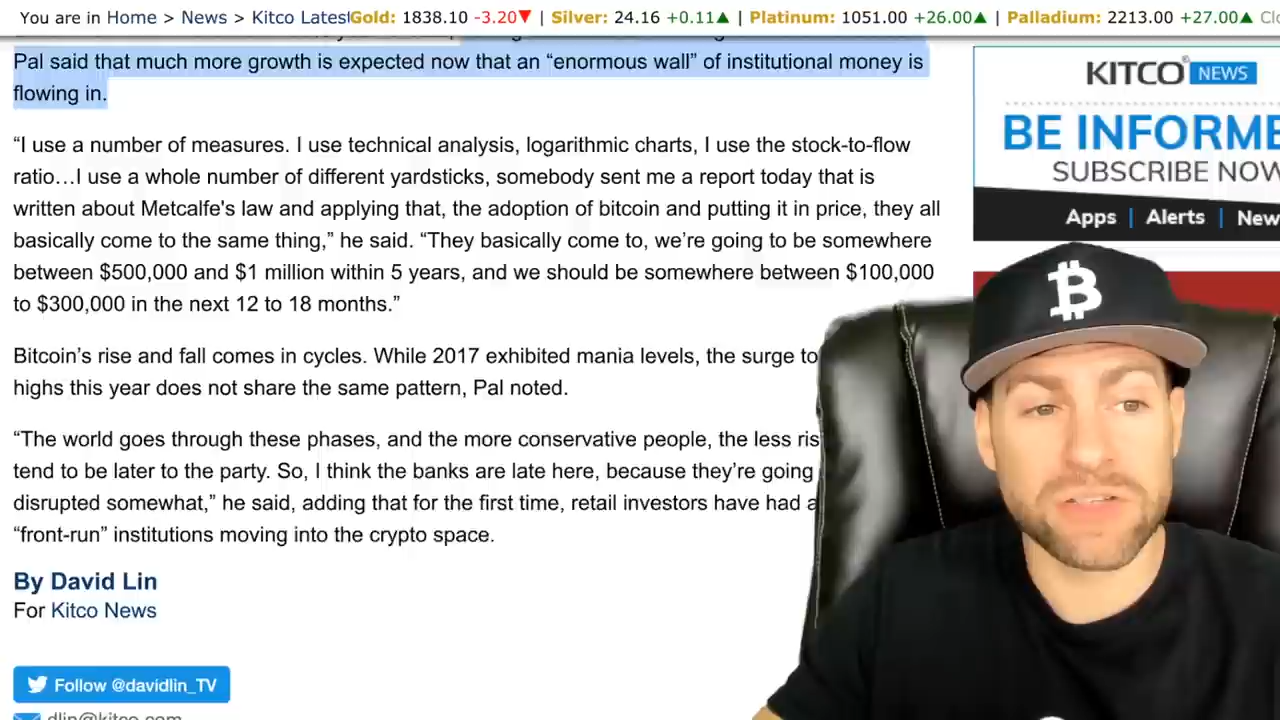 You are in Home > News > Kitco Latest Gold: 1838.10 -3.20▼ | Silver: 24.16 +0.11▲ | Platinum: 1051.00 +26.00▲ | Palladium: 2213.00 +27.00▲ Clo
Pal said that much more growth is expected now that an “enormous wall” of institutional money is
flowing in.
“I use a number of measures. I use technical analysis, logarithmic charts, I use the stock-to-flow
ratio…I use a whole number of different yardsticks, somebody sent me a report today that is
written about Metcalfe's law and applying that, the adoption of bitcoin and putting it in price, they all
basically come to the same thing,” he said. “They basically come to, we’re going to be somewhere
between $500,000 and $1 million within 5 years, and we should be somewhere between $100,000
to $300,000 in the next 12 to 18 months.”
Bitcoin’s rise and fall comes in cycles. While 2017 exhibited mania levels, the surge to
highs this year does not share the same pattern, Pal noted.
“The world goes through these phases, and the more conservative people, the less ris
tend to be later to the party. So, I think the banks are late here, because they’re going
disrupted somewhat,” he said, adding that for the first time, retail investors have had a
“front-run” institutions moving into the crypto space.
By David Lin
For Kitco News
Follow @davidlin_TV
dlin@kitco.com
KITCO NEWS
BE INFORME
SUBSCRIBE NOW
Apps | Alerts | New